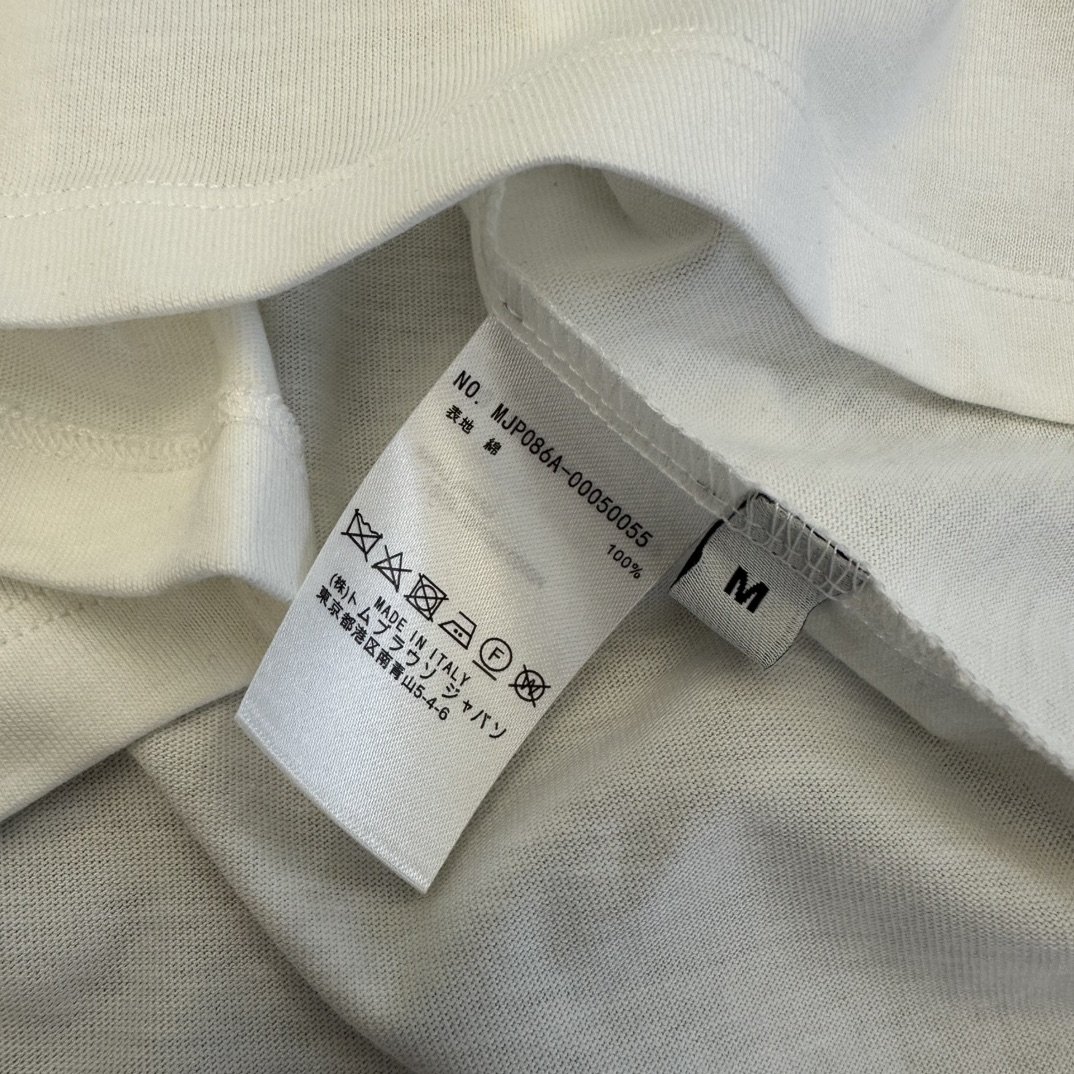 NO. MJP086A-00050055
表地 綿 100%
F W
MADE IN ITALY
(株)トム ブラウン ジャパン
東京都港区南青山5-4-6
M